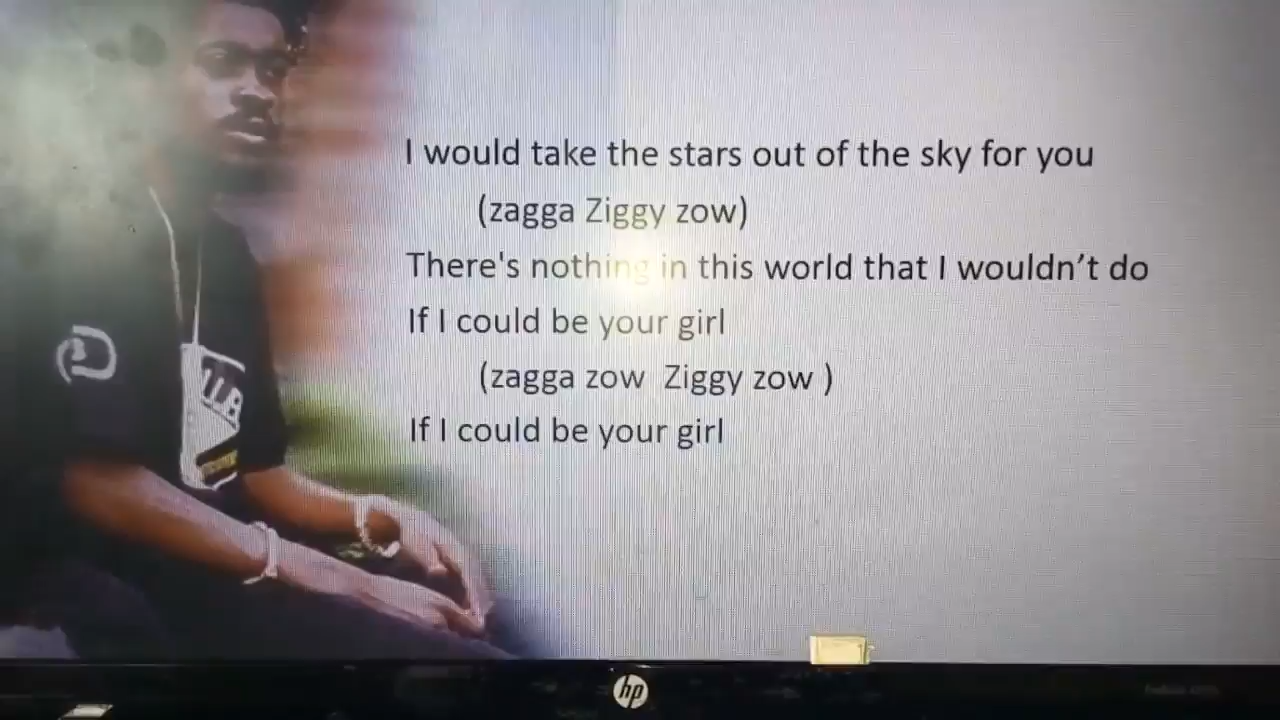 I would take the stars out of the sky for you
(zagga Ziggy zow)
There's nothing in this world that I wouldn't do
If I could be your girl
(zagga zow Ziggy zow )
If I could be your girl
hp